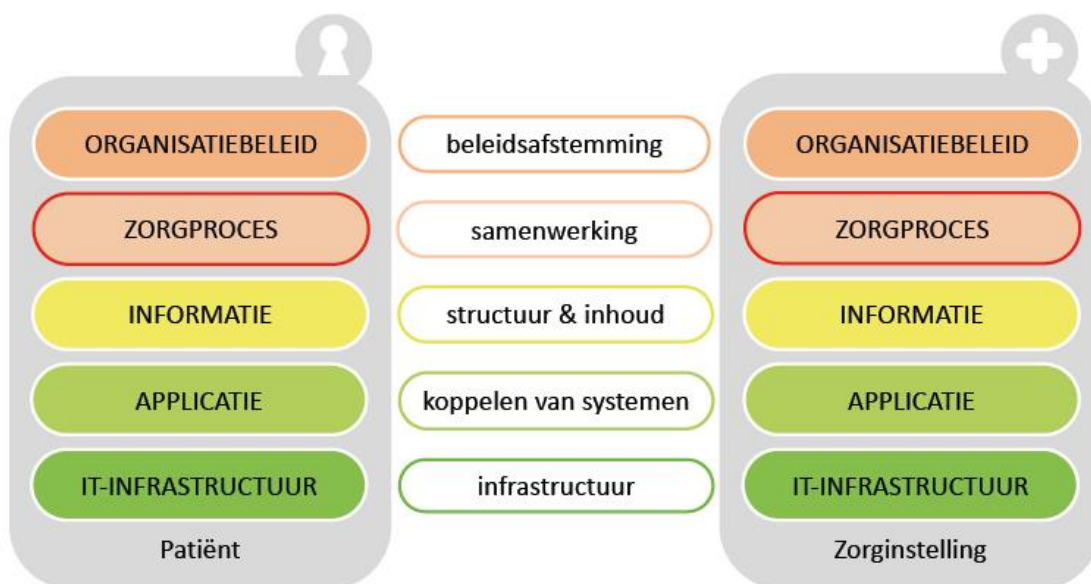 ORGANISATIEBELEID
beleidsafstemming
ORGANISATIEBELEID
ZORGPROCES
samenwerking
ZORGPROCES
INFORMATIE
structuur & inhoud
INFORMATIE
APPLICATIE
koppelen van systemen
APPLICATIE
IT-INFRASTRUCTUUR
infrastructuur
IT-INFRASTRUCTUUR
Patiënt
Zorginstelling